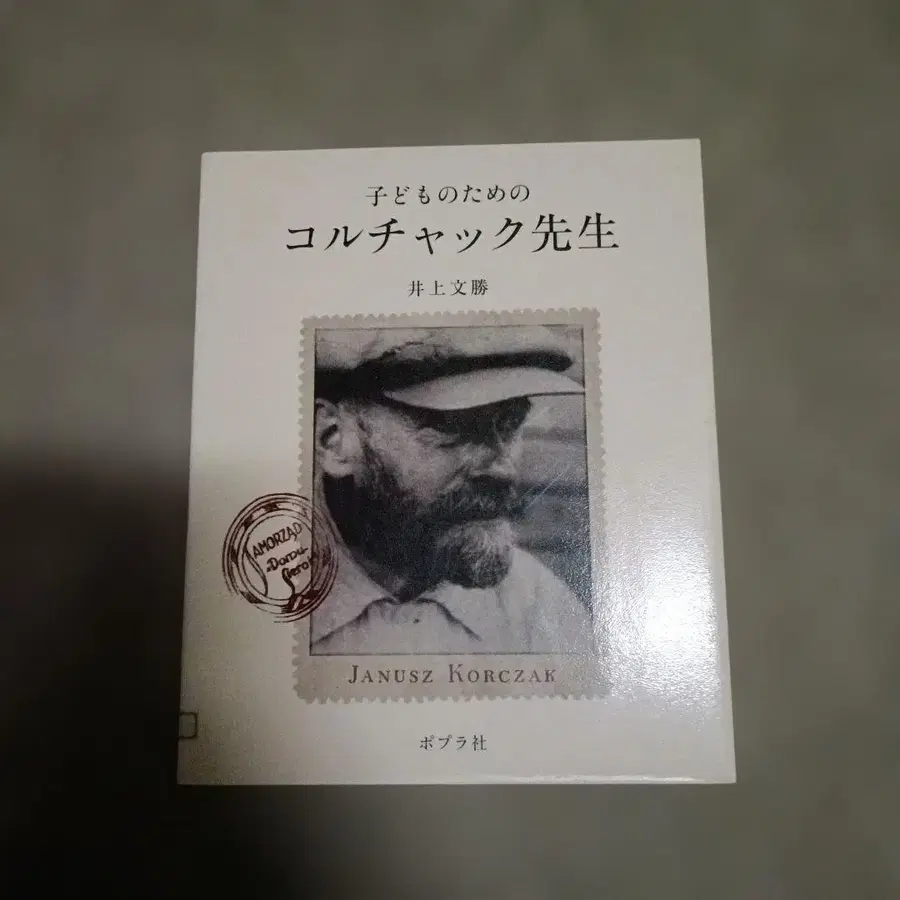 子どものための
コルチャック先生
井上文勝
SAMORZĄD
JANUSZ KORCZAK
ポプラ社